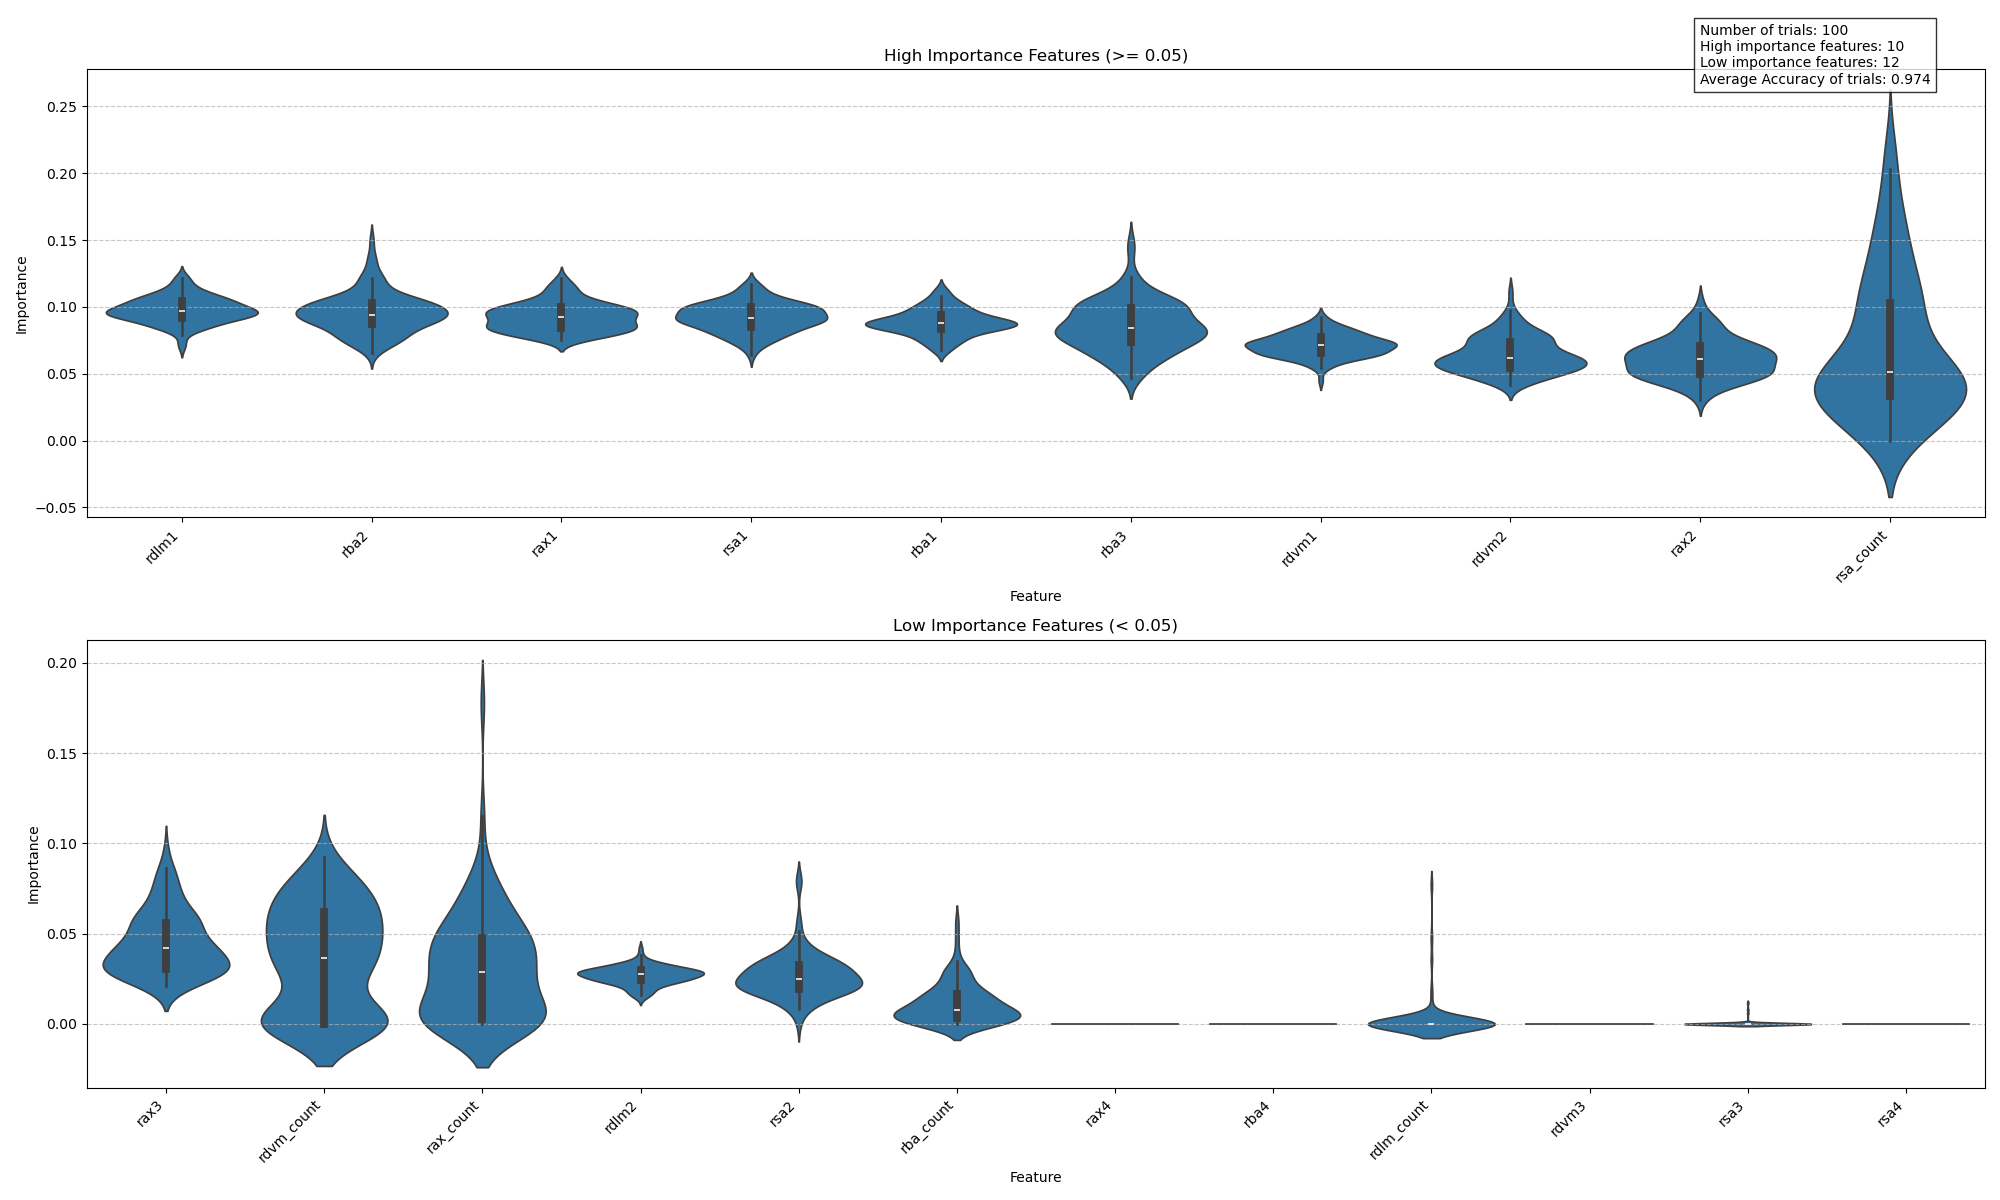 Number of trials: 100
High importance features: 10
Low importance features: 12
Average Accuracy of trials: 0.974
High Importance Features (>= 0.05)
Importance
0.25
0.20
0.15
0.10
0.05
0.00
−0.05
rdlm1
rba2
rax1
rsa1
rba1
rba3
rdvm1
rdvm2
rax2
rsa_count
Feature
Low Importance Features (< 0.05)
Importance
0.20
0.15
0.10
0.05
0.00
rax3
rdvm_count
rax_count
rdlm2
rsa2
rba_count
rax4
rba4
rdlm_count
rdvm3
rsa3
rsa4
Feature